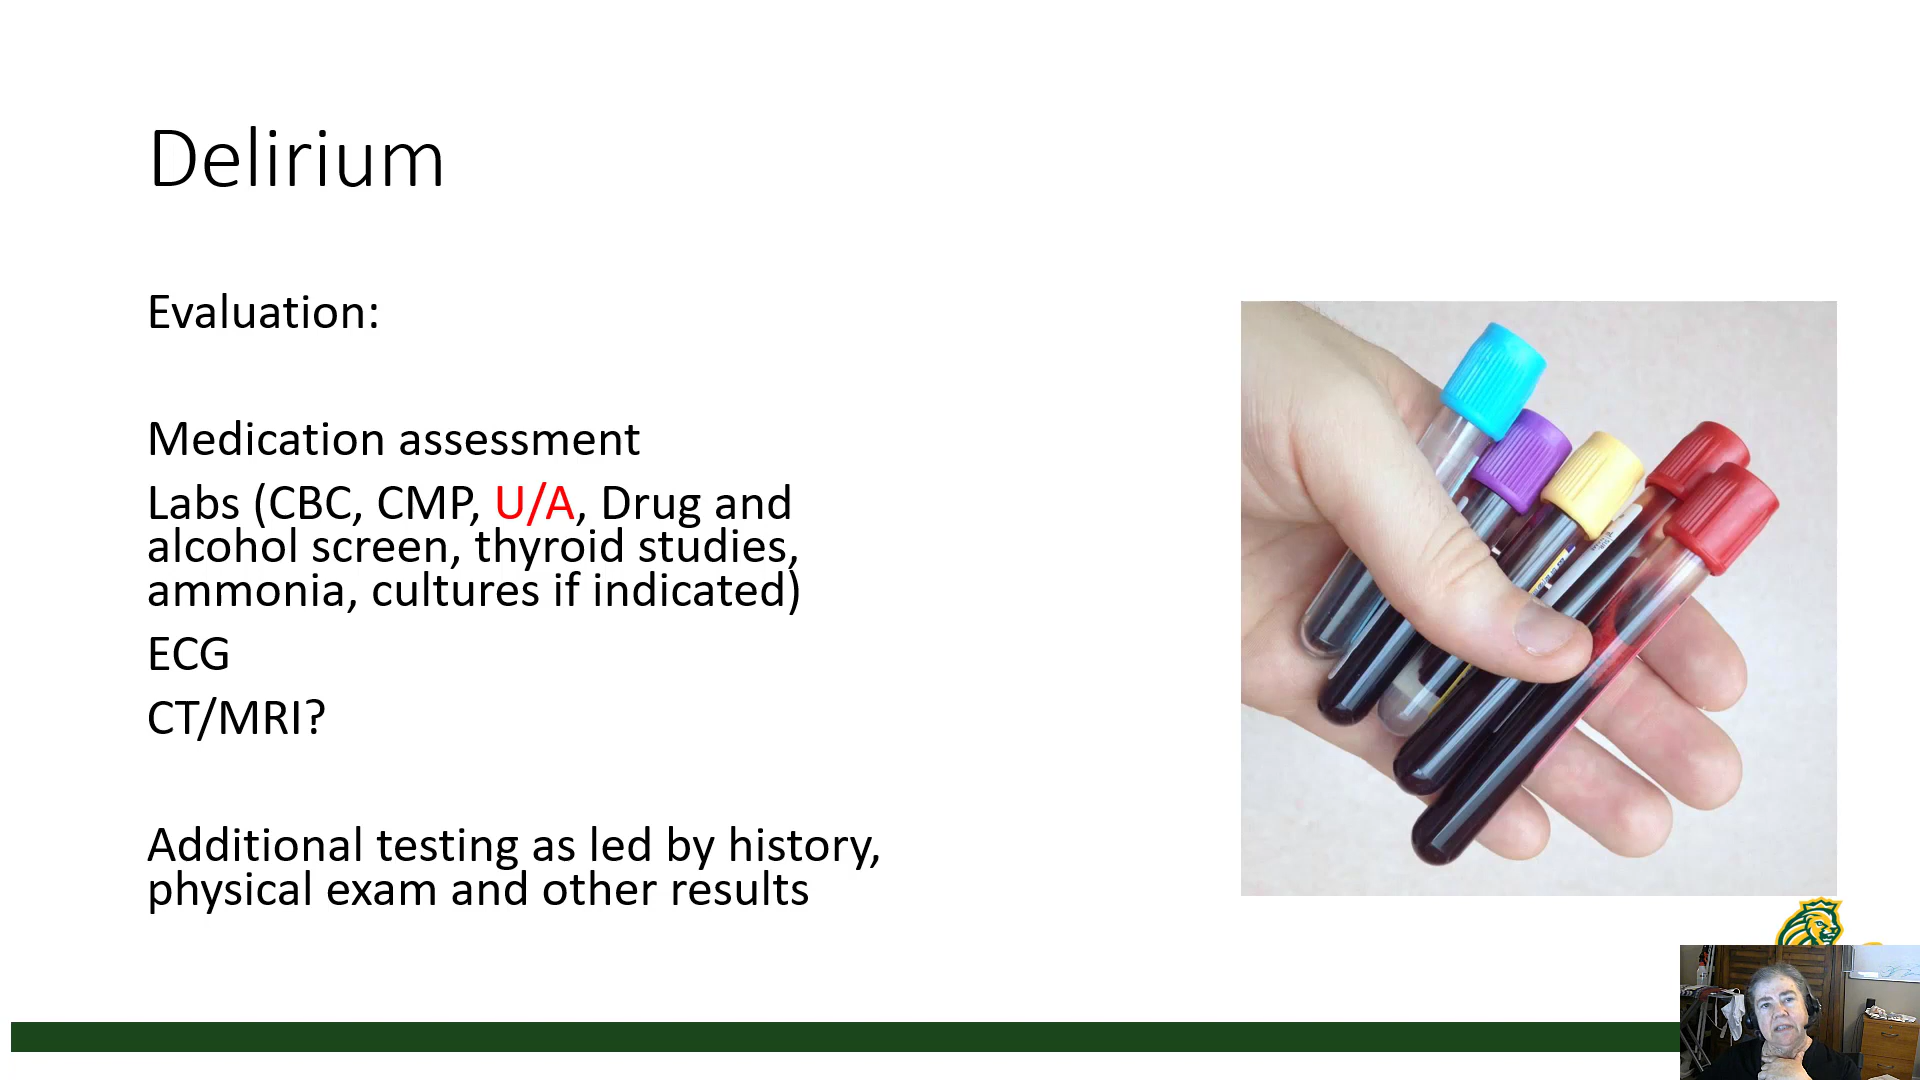 Delirium
Evaluation:
Medication assessment
Labs (CBC, CMP, U/A, Drug and
alcohol screen, thyroid studies,
ammonia, cultures if indicated)
ECG
CT/MRI?
Additional testing as led by history,
physical exam and other results